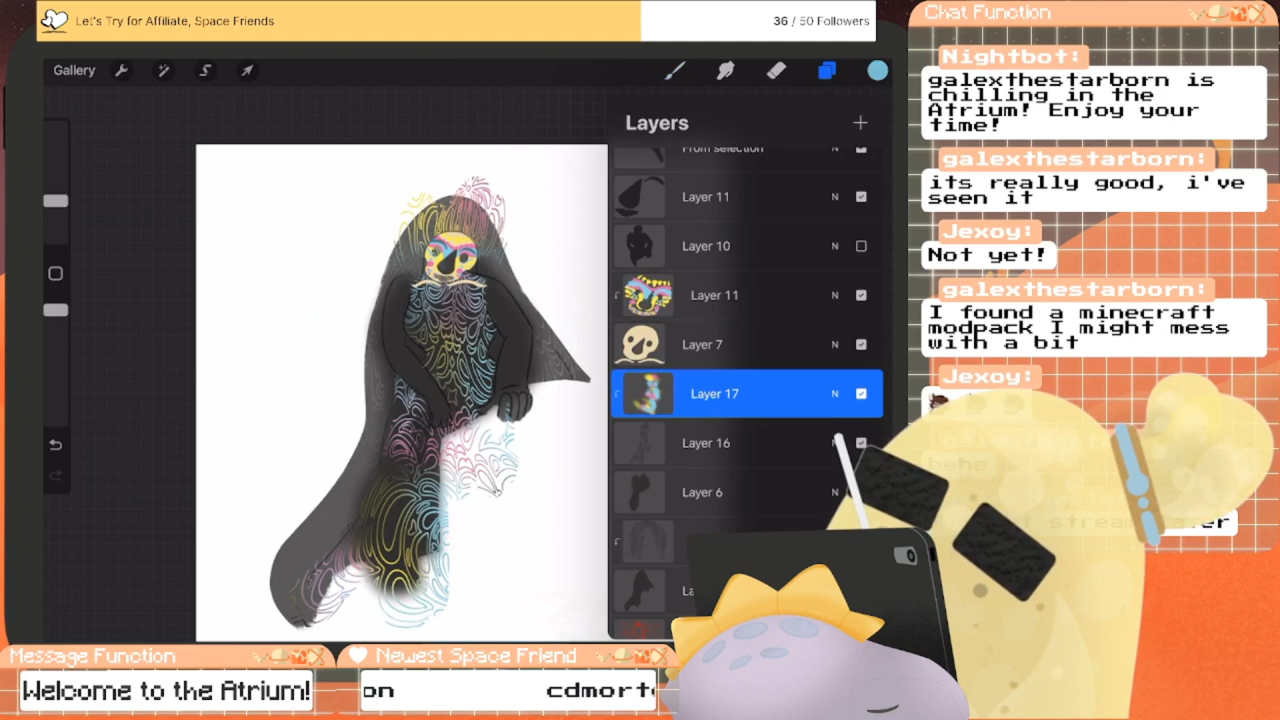 Let's Try for Affiliate, Space Friends
36 / 50 Followers
Gallery
Layers
From selection
N
Layer 11
N
Layer 10
N
Layer 11
N
Layer 7
N
Layer 17
N
Layer 16
N
Layer 6
N
La
Chat Function
Nightbot:
galexthestarborn is
chilling in the
Atrium! Enjoy your
time!
galexthestarborn:
its really good, i've
seen it
Jexoy:
Not yet!
galexthestarborn:
I found a minecraft
modpack I might mess
with a bit
Jexoy:
hehe
stream
Message Function
Welcome to the Atrium!
Newest Space Friend
on cdmort